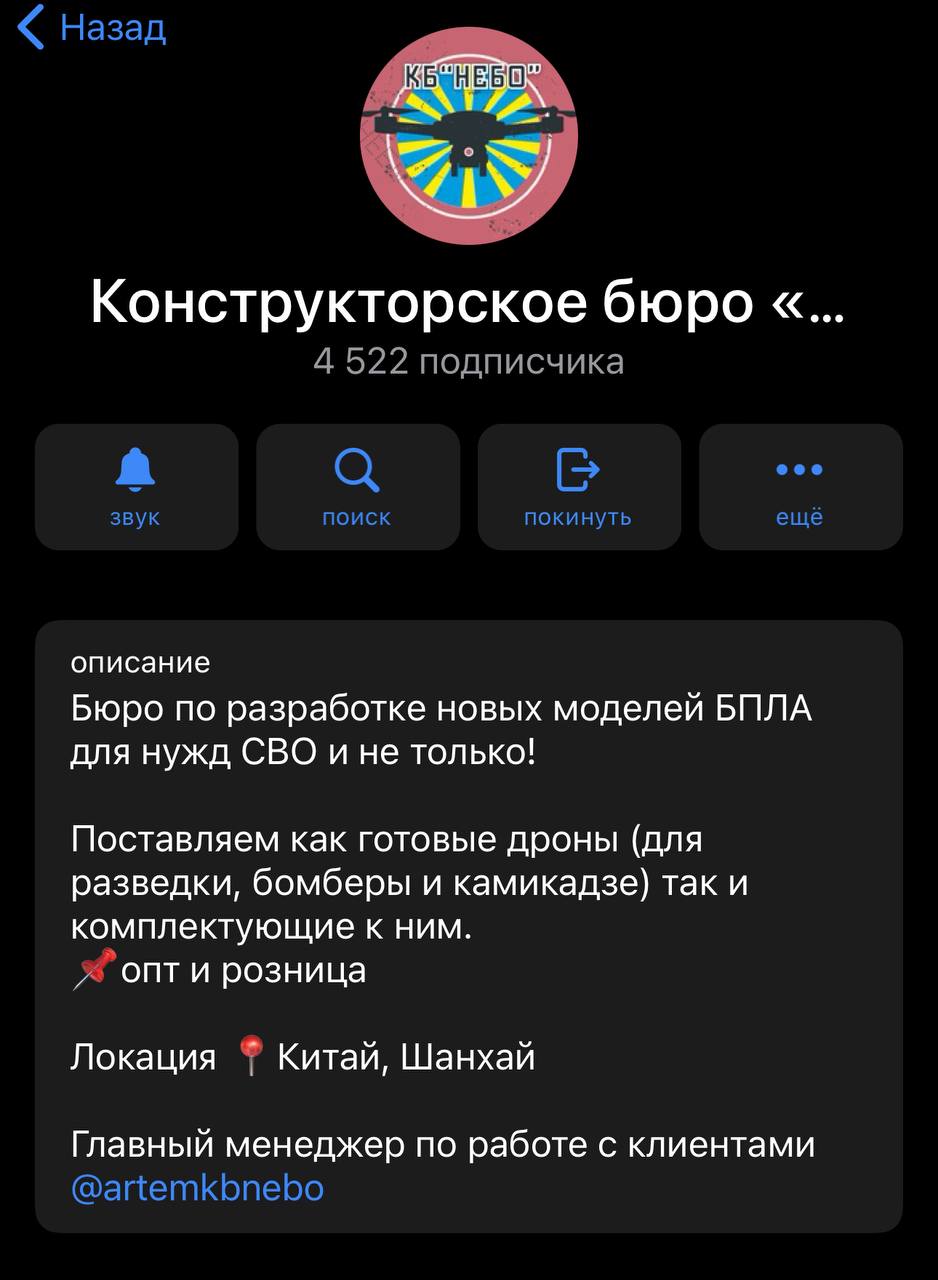 Назад
КБ“НЕБО”
Конструкторское бюро «...
4 522 подписчика
звук
поиск
покинуть
ещё
описание
Бюро по разработке новых моделей БПЛА
для нужд СВО и не только!
Поставляем как готовые дроны (для
разведки, бомберы и камикадзе) так и
комплектующие к ним.
📌опт и розница
Локация 📍Китай, Шанхай
Главный менеджер по работе с клиентами
@artemkbnebo